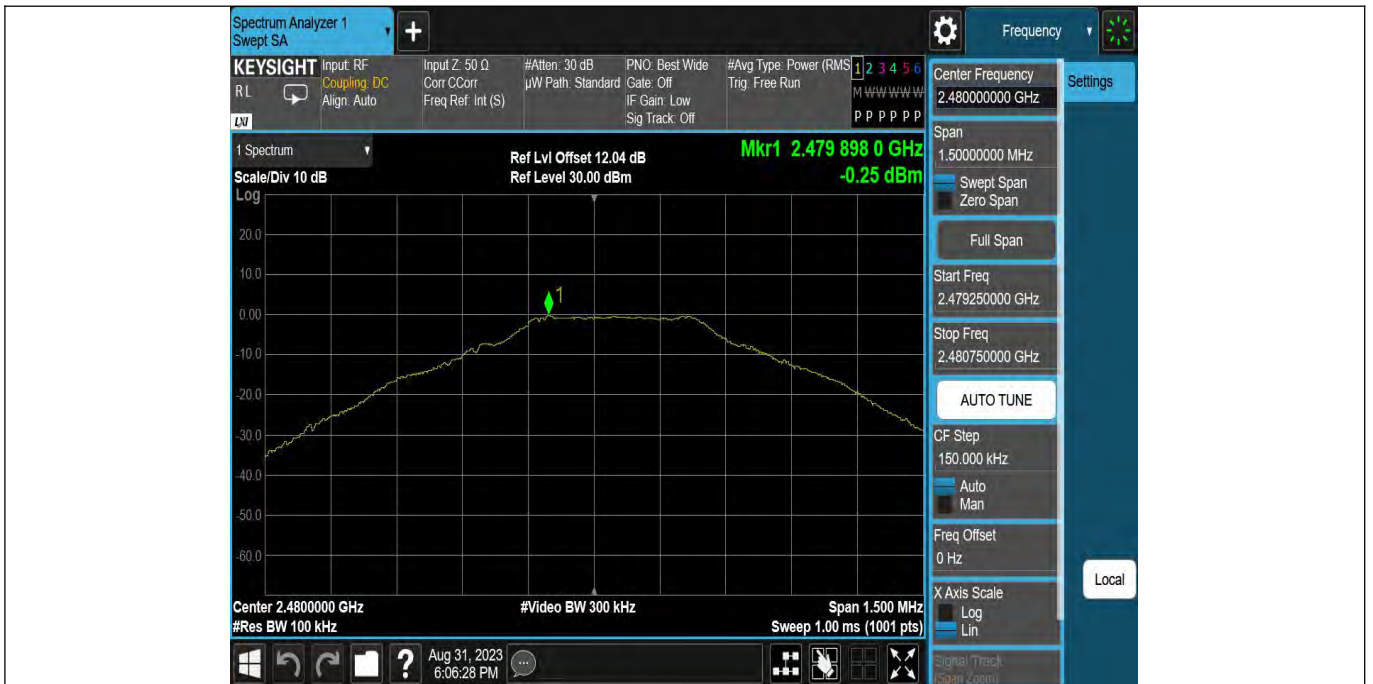 Spectrum Analyzer 1
Swept SA
+
Frequency
KEYSIGHT
R L
LXI
Input: RF
Coupling: DC
Align: Auto
Input Z: 50 Ω
Corr CCorr
Freq Ref: Int (S)
#Atten: 30 dB
µW Path: Standard
PNO: Best Wide
Gate: Off
IF Gain: Low
Sig Track: Off
#Avg Type: Power (RMS
Trig: Free Run
1 2 3 4 5 6
M W W W W W
P P P P P P
1 Spectrum
Scale/Div 10 dB
Log
Ref Lvl Offset 12.04 dB
Ref Level 30.00 dBm
Mkr1 2.479 898 0 GHz
-0.25 dBm
20.0
10.0
0.00
-10.0
-20.0
-30.0
-40.0
-50.0
-60.0
1
Center 2.4800000 GHz
#Res BW 100 kHz
#Video BW 300 kHz
Span 1.500 MHz
Sweep 1.00 ms (1001 pts)
Center Frequency
2.480000000 GHz
Settings
Span
1.50000000 MHz
Swept Span
Zero Span
Full Span
Start Freq
2.479250000 GHz
Stop Freq
2.480750000 GHz
AUTO TUNE
CF Step
150.000 kHz
Auto
Man
Freq Offset
0 Hz
X Axis Scale
Log
Lin
Signal Track
(Span Zoom)
Local
?
Aug 31, 2023
6:06:28 PM